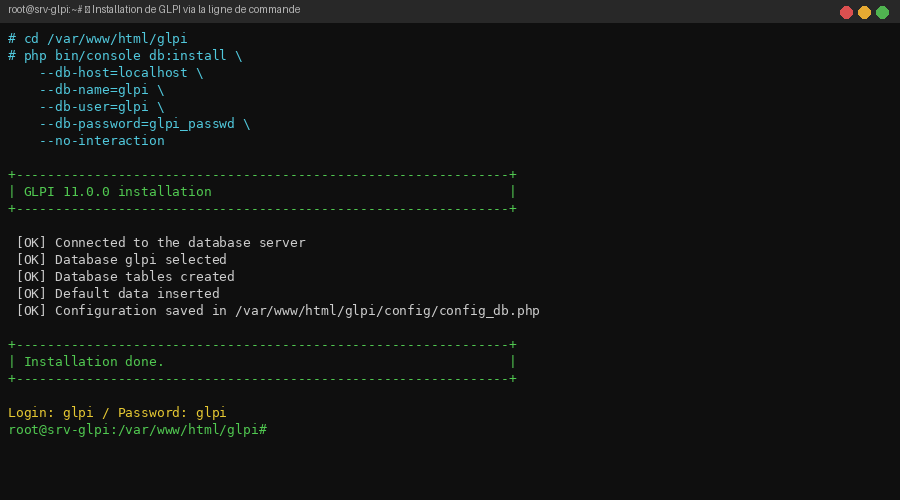 root@srv-glpi:~# Installation de GLPI via la ligne de commande
# cd /var/www/html/glpi
# php bin/console db:install \
    --db-host=localhost \
    --db-name=glpi \
    --db-user=glpi \
    --db-password=glpi_passwd \
    --no-interaction
+---------------------------------------------------------------+
| GLPI 11.0.0 installation                                      |
+---------------------------------------------------------------+
 [OK] Connected to the database server
 [OK] Database glpi selected
 [OK] Database tables created
 [OK] Default data inserted
 [OK] Configuration saved in /var/www/html/glpi/config/config_db.php
+---------------------------------------------------------------+
| Installation done.                                            |
+---------------------------------------------------------------+
Login: glpi / Password: glpi
root@srv-glpi:/var/www/html/glpi#